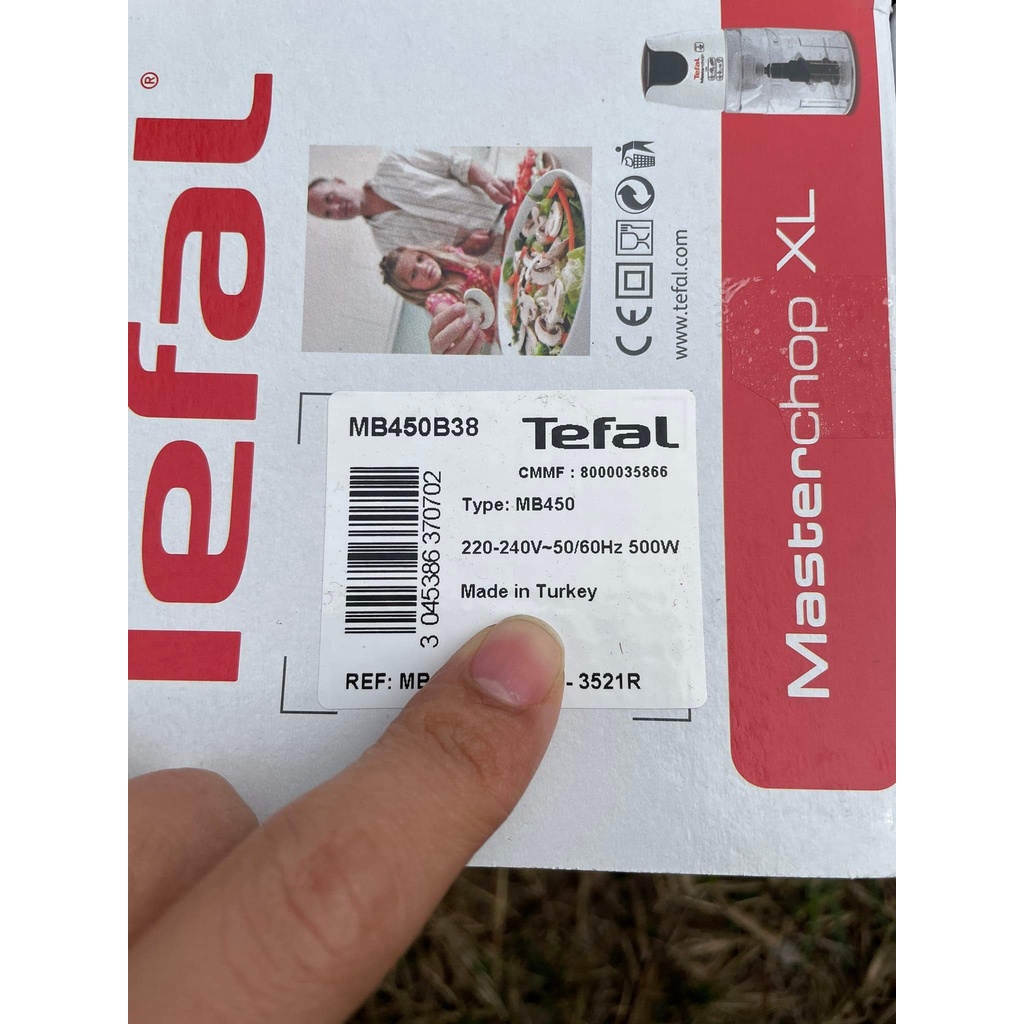 Tefal
®
Tefal
www.tefal.com
Masterchop XL
MB450B38
Tefal
CMMF : 8000035866
Type: MB450
220-240V~50/60Hz 500W
Made in Turkey
3 045386 370702
REF: MB
- 3521R